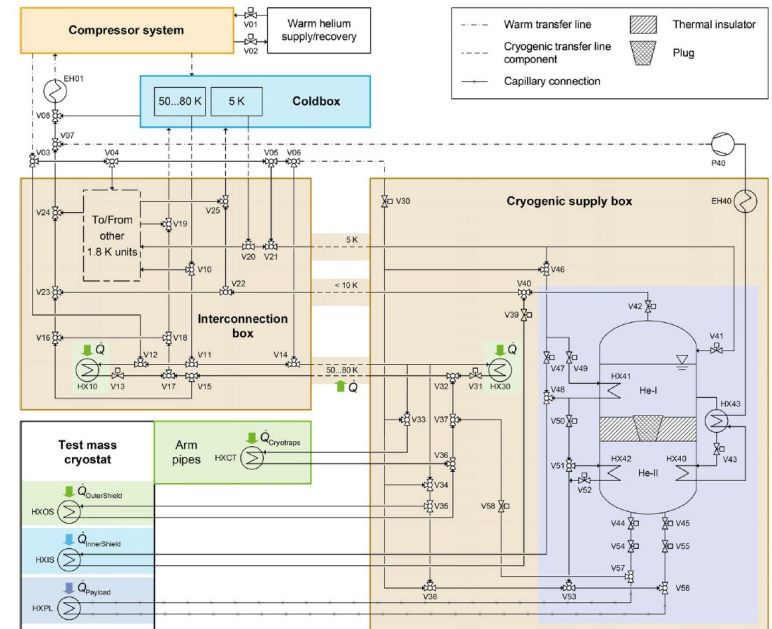 Compressor system
V01
V02
Warm helium
supply/recovery
Warm transfer line
Cryogenic transfer line
component
Capillary connection
Thermal insulator
Plug
EH01
V08
V07
50...80 K
5 K
Coldbox
V03
V04
V05
V06
P40
V24
To/From
other
1.8 K units
V25
V19
V10
V20
V21
V22
V23
V16
V18
Interconnection
box
Q̇
HX10
V12
V13
V17
V11
V15
V14
5 K
< 10 K
50...80 K
Q̇
Cryogenic supply box
V30
EH40
V46
V40
V39
V42
V41
V47
V49
V48
HX41
He-I
HX43
V43
V50
V51
V52
HX42
HX40
He-II
V32
V31
Q̇
HX30
V33
V37
V36
V34
V35
V58
V44
V45
V54
V55
V57
V38
V53
V56
Test mass
cryostat
Arm
pipes
Q̇Cryotraps
HXCT
Q̇OuterShield
HXOS
Q̇InnerShield
HXIS
Q̇Payload
HXPL